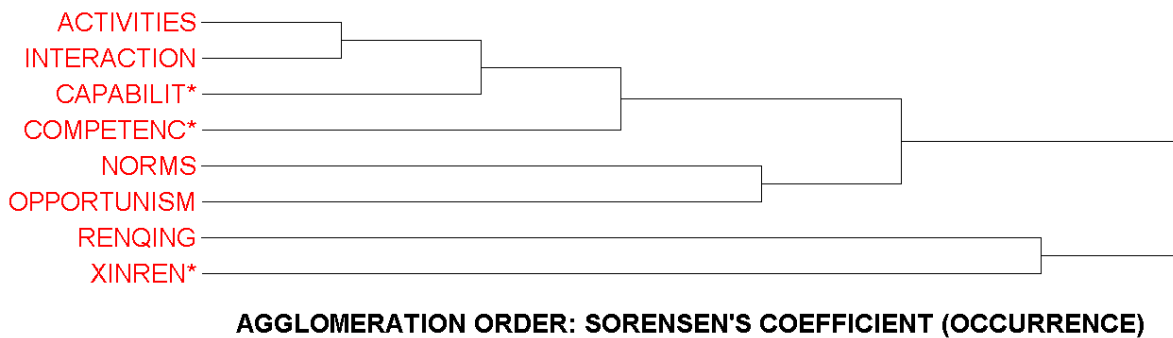 ACTIVITIES
INTERACTION
CAPABILIT*
COMPETENC*
NORMS
OPPORTUNISM
RENQING
XINREN*
AGGLOMERATION ORDER: SORENSEN'S COEFFICIENT (OCCURRENCE)